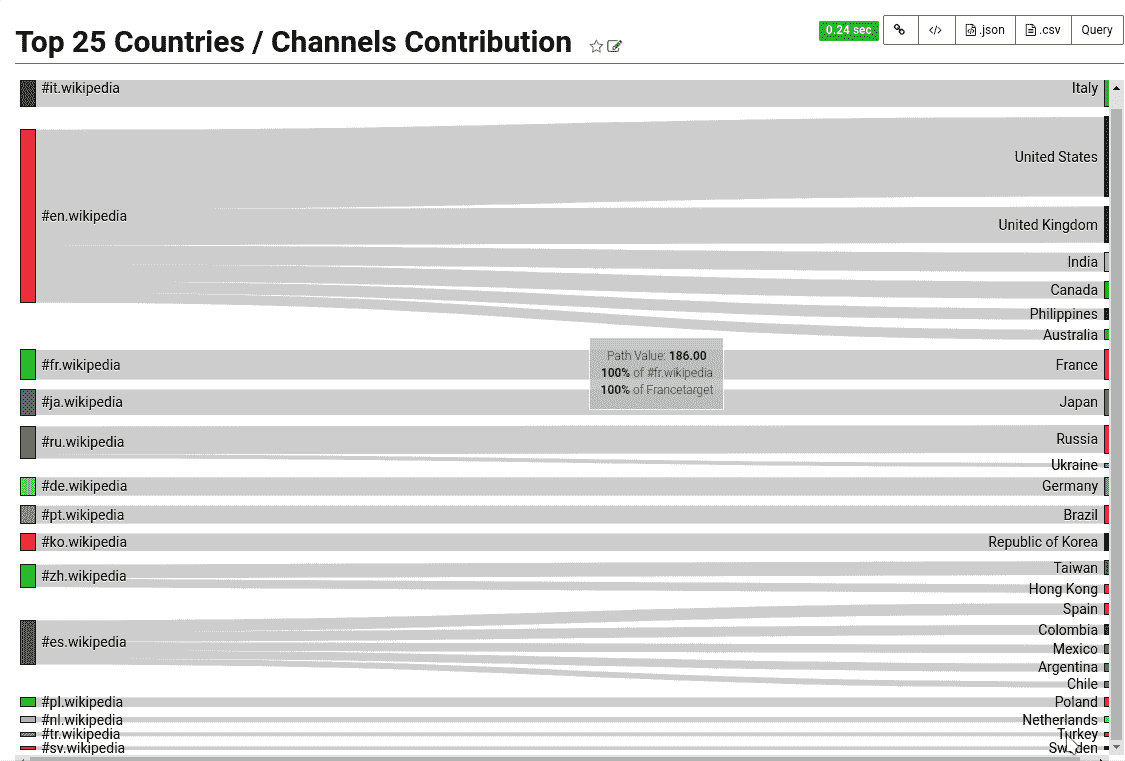 Top 25 Countries / Channels Contribution
0.24 sec
.json
.csv
Query
#it.wikipedia
Italy
#en.wikipedia
United States
United Kingdom
India
Canada
Philippines
Australia
#fr.wikipedia
France
Path Value: 186.00
100% of #fr.wikipedia
100% of Francetarget
#ja.wikipedia
Japan
#ru.wikipedia
Russia
Ukraine
#de.wikipedia
Germany
#pt.wikipedia
Brazil
#ko.wikipedia
Republic of Korea
#zh.wikipedia
Taiwan
Hong Kong
#es.wikipedia
Spain
Colombia
Mexico
Argentina
Chile
#pl.wikipedia
Poland
#nl.wikipedia
Netherlands
#tr.wikipedia
Turkey
#sv.wikipedia
Sweden